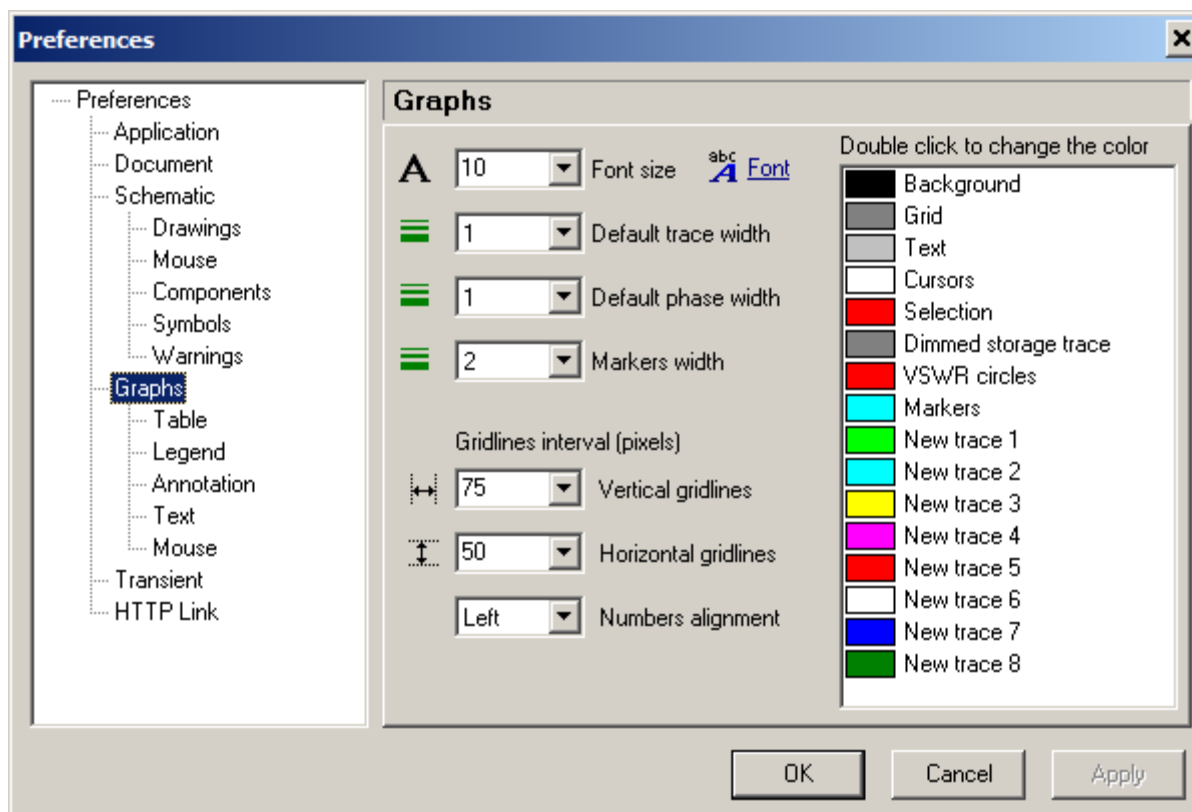 Preferences
Preferences
Application
Document
Schematic
Drawings
Mouse
Components
Symbols
Warnings
Graphs
Table
Legend
Annotation
Text
Mouse
Transient
HTTP Link
Graphs
A 10 Font size abc A Font
1 Default trace width
1 Default phase width
2 Markers width
Gridlines interval (pixels)
75 Vertical gridlines
50 Horizontal gridlines
Left Numbers alignment
Double click to change the color
Background
Grid
Text
Cursors
Selection
Dimmed storage trace
VSWR circles
Markers
New trace 1
New trace 2
New trace 3
New trace 4
New trace 5
New trace 6
New trace 7
New trace 8
OK Cancel Apply